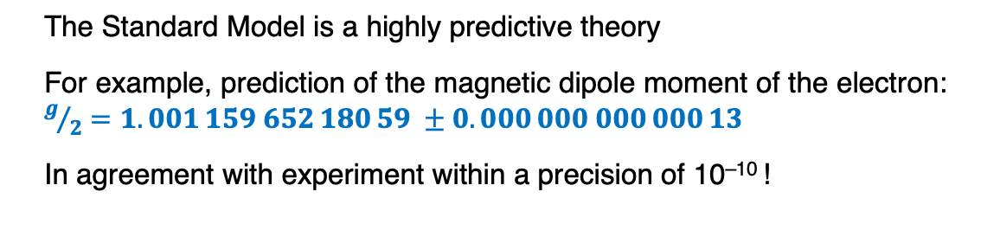 The Standard Model is a highly predictive theory
For example, prediction of the magnetic dipole moment of the electron:
g/2 = 1.001 159 652 180 59 ± 0.000 000 000 000 13
In agreement with experiment within a precision of 10⁻¹⁰ !